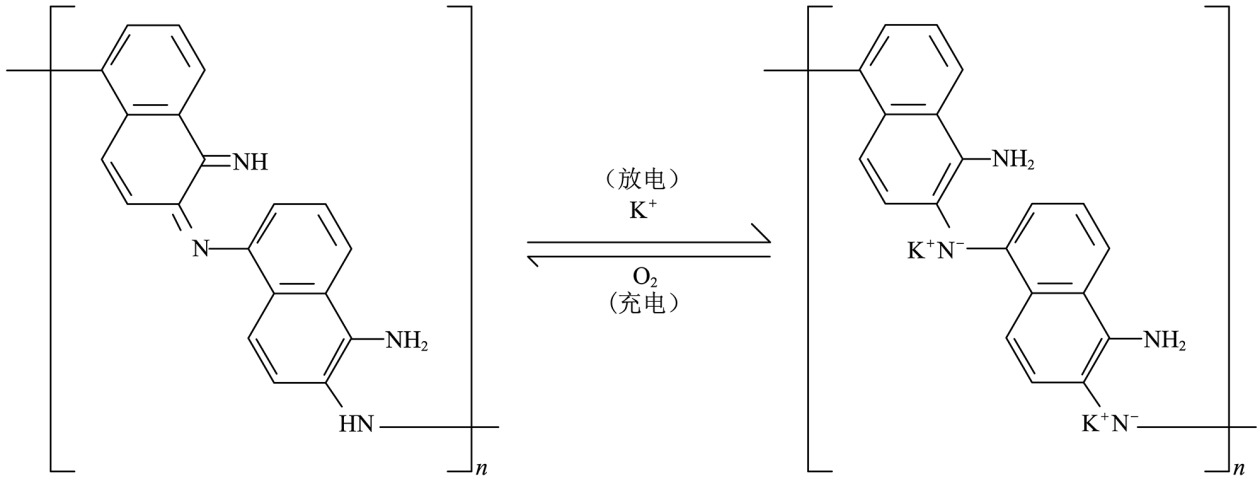 NH
N
NH₂
HN
n
(放电)
K⁺
O₂
(充电)
NH₂
K⁺N⁻
NH₂
K⁺N⁻
n